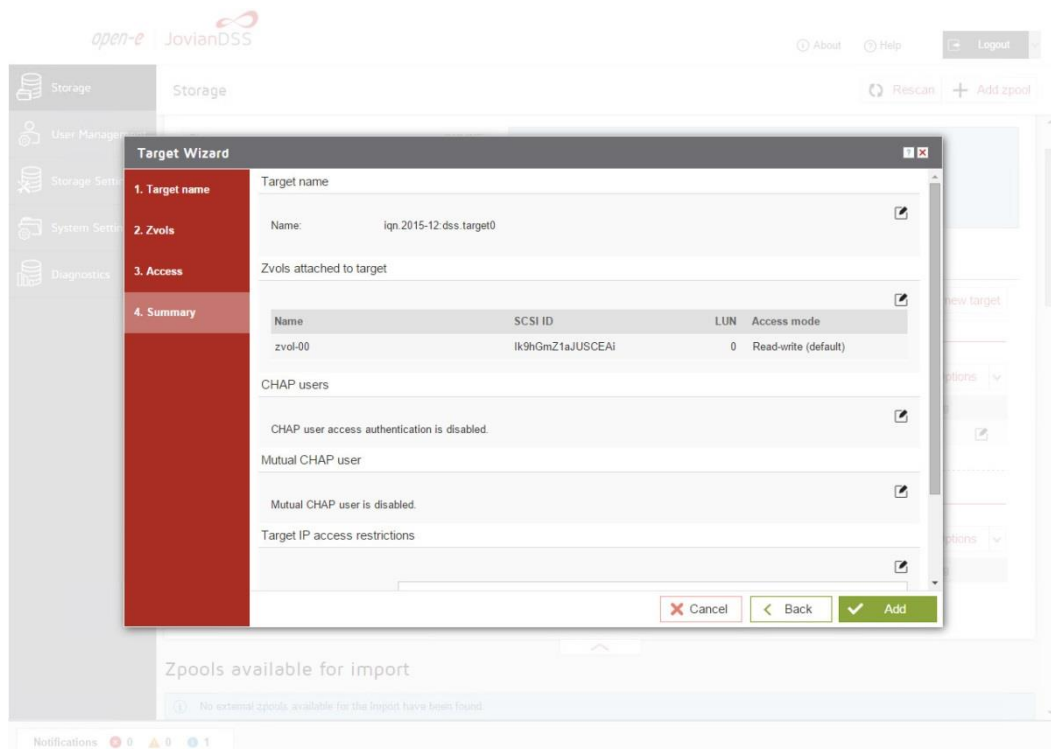 open-e JovianDSS
About Help Logout
Storage
Storage
Rescan Add zpool
User Manager
Storage Settin
System Settin
Diagnostics
Target Wizard
1. Target name
2. Zvols
3. Access
4. Summary
Target name
Name: iqn.2015-12:dss.target0
Zvols attached to target
Name SCSI ID LUN Access mode
zvol-00 Ik9hGmZ1aJUSCEAi 0 Read-write (default)
CHAP users
CHAP user access authentication is disabled.
Mutual CHAP user
Mutual CHAP user is disabled.
Target IP access restrictions
Cancel Back Add
new target
ptions
ptions
Zpools available for import
No external zpools, available for the import have been found.
Notifications 0 0 1